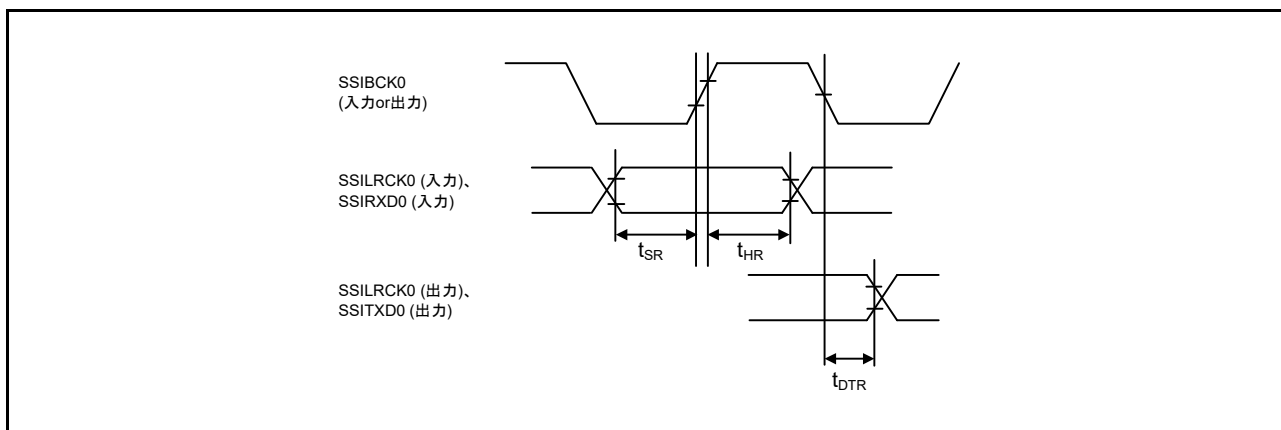 SSIBCK0
(入力or出力)
SSILRCK0 (入力)、
SSIRXD0 (入力)
tSR
tHR
SSILRCK0 (出力)、
SSITXD0 (出力)
tDTR